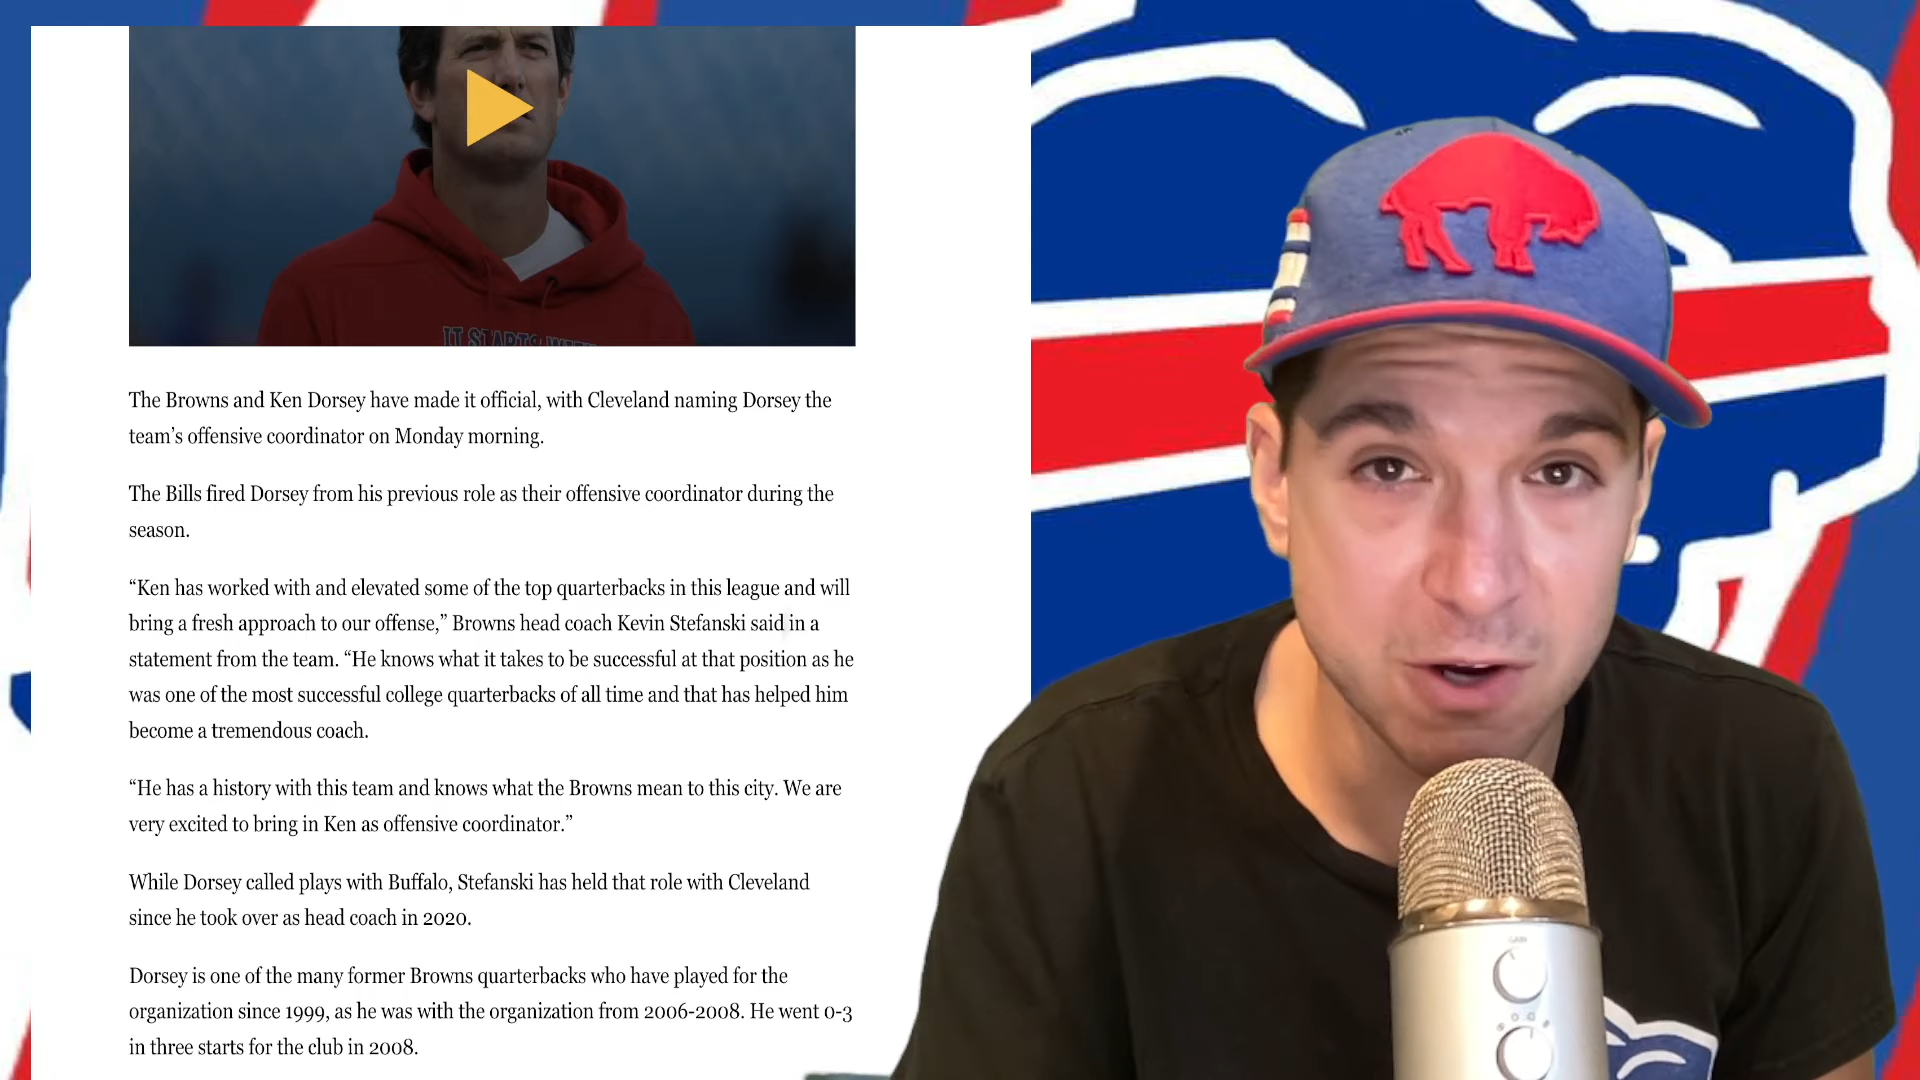 IT STARTS WITH
The Browns and Ken Dorsey have made it official, with Cleveland naming Dorsey the
team’s offensive coordinator on Monday morning.
The Bills fired Dorsey from his previous role as their offensive coordinator during the
season.
“Ken has worked with and elevated some of the top quarterbacks in this league and will
bring a fresh approach to our offense,” Browns head coach Kevin Stefanski said in a
statement from the team. “He knows what it takes to be successful at that position as he
was one of the most successful college quarterbacks of all time and that has helped him
become a tremendous coach.
“He has a history with this team and knows what the Browns mean to this city. We are
very excited to bring in Ken as offensive coordinator.”
While Dorsey called plays with Buffalo, Stefanski has held that role with Cleveland
since he took over as head coach in 2020.
Dorsey is one of the many former Browns quarterbacks who have played for the
organization since 1999, as he was with the organization from 2006-2008. He went 0-3
in three starts for the club in 2008.
GAIN